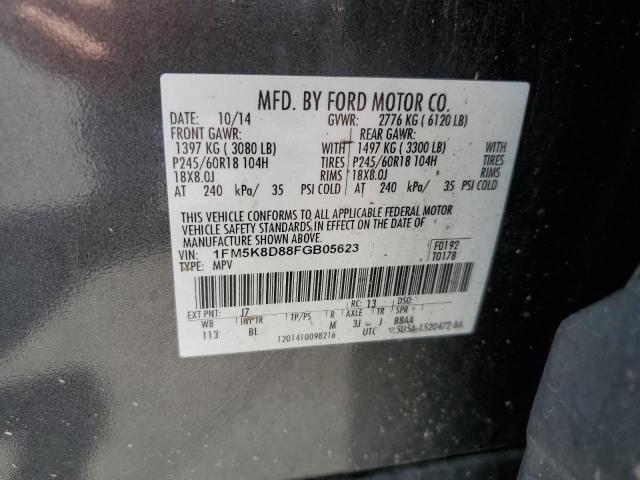 MFD. BY FORD MOTOR CO.
DATE: 10/14 GVWR: 2776 KG ( 6120 LB)
FRONT GAWR: REAR GAWR:
1397 KG ( 3080 LB) WITH 1497 KG ( 3300 LB) WITH
P245/60R18 104H TIRES P245/60R18 104H TIRES
18X8.0J RIMS 18X8.0J RIMS
AT 240 kPa/ 35 PSI COLD AT 240 kPa/ 35 PSI COLD
THIS VEHICLE CONFORMS TO ALL APPLICABLE FEDERAL MOTOR
VEHICLE SAFETY STANDARDS IN EFFECT ON THE DATE OF
MANUFACTURE SHOWN ABOVE.
VIN: 1FM5K8D88FGB05623 F0192
TYPE: MPV T0178
EXT PNT: J7 RC: 13 DSO:
WB INT TR TP/PS R AXLE TR SPR
113 BL M 3J J BBAA
1201410098216 UTC 5U5A-1520472-BA